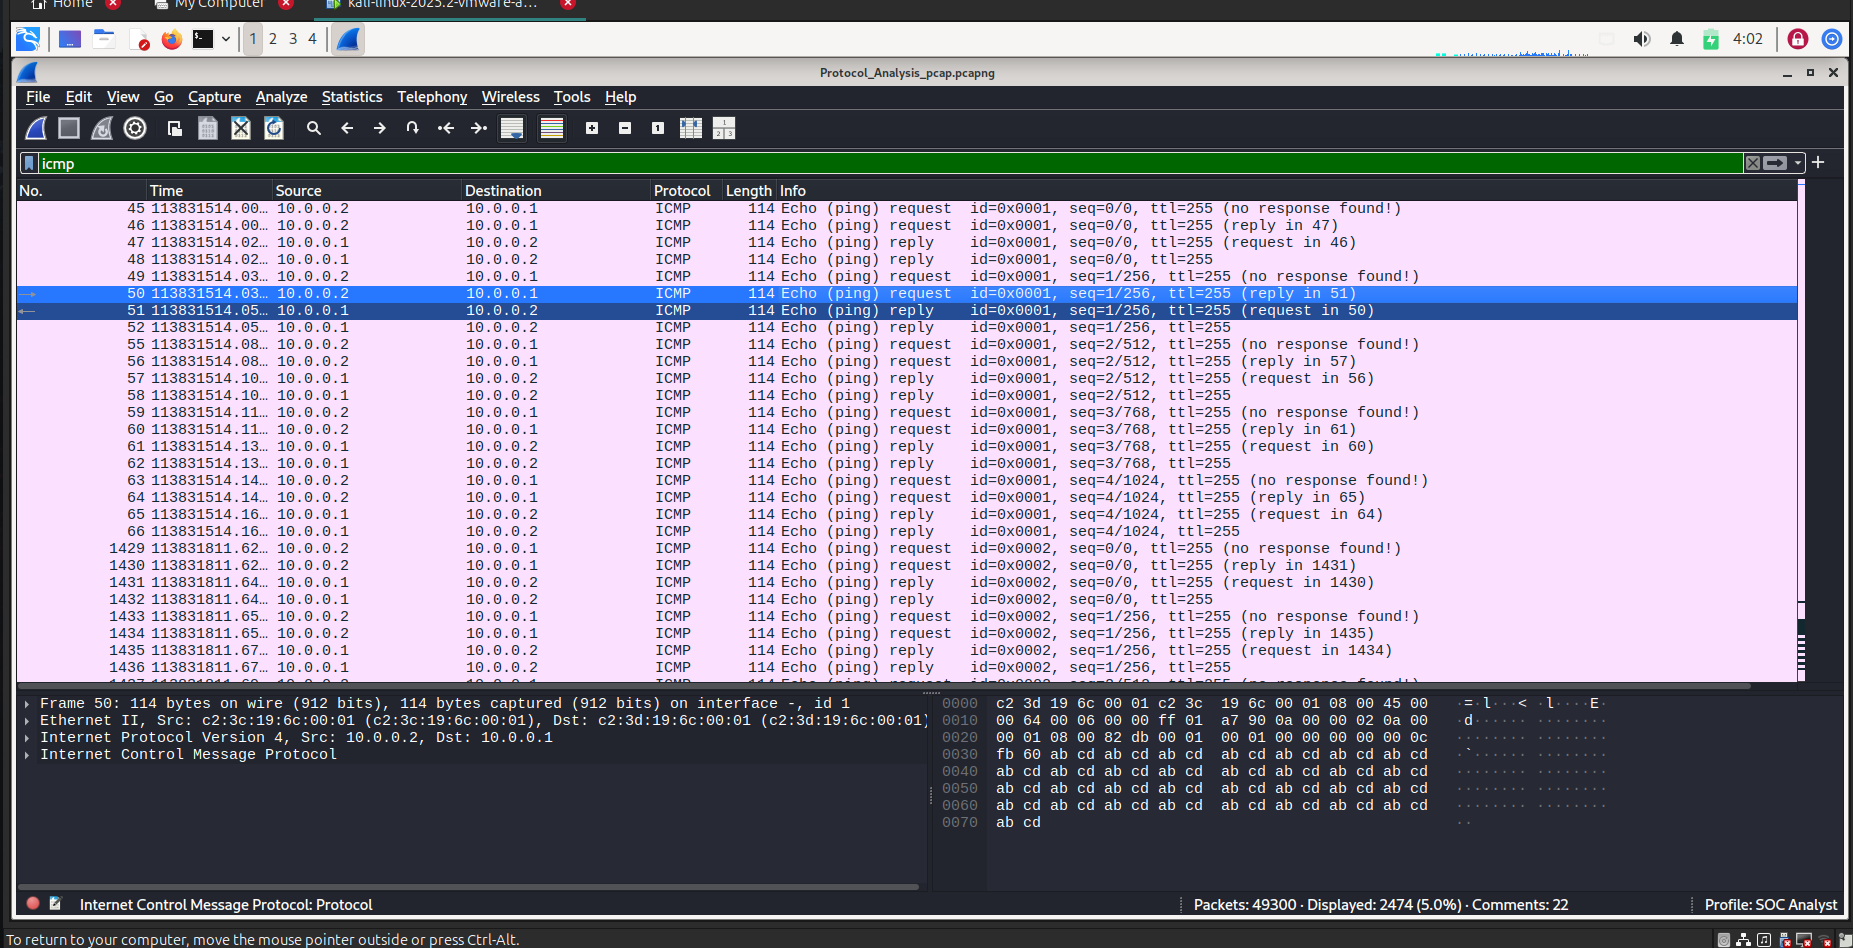 Home
My Computer
kali-linux-2025.2-vmware-a...
1 2 3 4
4:02
Protocol_Analysis_pcap.pcapng
File Edit View Go Capture Analyze Statistics Telephony Wireless Tools Help
icmp
No. Time Source Destination Protocol Length Info
45 113831514.00… 10.0.0.2 10.0.0.1 ICMP 114 Echo (ping) request id=0x0001, seq=0/0, ttl=255 (no response found!)
46 113831514.00… 10.0.0.2 10.0.0.1 ICMP 114 Echo (ping) request id=0x0001, seq=0/0, ttl=255 (reply in 47)
47 113831514.02… 10.0.0.1 10.0.0.2 ICMP 114 Echo (ping) reply id=0x0001, seq=0/0, ttl=255 (request in 46)
48 113831514.02… 10.0.0.1 10.0.0.2 ICMP 114 Echo (ping) reply id=0x0001, seq=0/0, ttl=255
49 113831514.03… 10.0.0.2 10.0.0.1 ICMP 114 Echo (ping) request id=0x0001, seq=1/256, ttl=255 (no response found!)
50 113831514.03… 10.0.0.2 10.0.0.1 ICMP 114 Echo (ping) request id=0x0001, seq=1/256, ttl=255 (reply in 51)
51 113831514.05… 10.0.0.1 10.0.0.2 ICMP 114 Echo (ping) reply id=0x0001, seq=1/256, ttl=255 (request in 50)
52 113831514.05… 10.0.0.1 10.0.0.2 ICMP 114 Echo (ping) reply id=0x0001, seq=1/256, ttl=255
55 113831514.08… 10.0.0.2 10.0.0.1 ICMP 114 Echo (ping) request id=0x0001, seq=2/512, ttl=255 (no response found!)
56 113831514.08… 10.0.0.2 10.0.0.1 ICMP 114 Echo (ping) request id=0x0001, seq=2/512, ttl=255 (reply in 57)
57 113831514.10… 10.0.0.1 10.0.0.2 ICMP 114 Echo (ping) reply id=0x0001, seq=2/512, ttl=255 (request in 56)
58 113831514.10… 10.0.0.1 10.0.0.2 ICMP 114 Echo (ping) reply id=0x0001, seq=2/512, ttl=255
59 113831514.11… 10.0.0.2 10.0.0.1 ICMP 114 Echo (ping) request id=0x0001, seq=3/768, ttl=255 (no response found!)
60 113831514.11… 10.0.0.2 10.0.0.1 ICMP 114 Echo (ping) request id=0x0001, seq=3/768, ttl=255 (reply in 61)
61 113831514.13… 10.0.0.1 10.0.0.2 ICMP 114 Echo (ping) reply id=0x0001, seq=3/768, ttl=255 (request in 60)
62 113831514.13… 10.0.0.1 10.0.0.2 ICMP 114 Echo (ping) reply id=0x0001, seq=3/768, ttl=255
63 113831514.14… 10.0.0.2 10.0.0.1 ICMP 114 Echo (ping) request id=0x0001, seq=4/1024, ttl=255 (no response found!)
64 113831514.14… 10.0.0.2 10.0.0.1 ICMP 114 Echo (ping) request id=0x0001, seq=4/1024, ttl=255 (reply in 65)
65 113831514.16… 10.0.0.1 10.0.0.2 ICMP 114 Echo (ping) reply id=0x0001, seq=4/1024, ttl=255 (request in 64)
66 113831514.16… 10.0.0.1 10.0.0.2 ICMP 114 Echo (ping) reply id=0x0001, seq=4/1024, ttl=255
1429 113831811.62… 10.0.0.2 10.0.0.1 ICMP 114 Echo (ping) request id=0x0002, seq=0/0, ttl=255 (no response found!)
1430 113831811.62… 10.0.0.2 10.0.0.1 ICMP 114 Echo (ping) request id=0x0002, seq=0/0, ttl=255 (reply in 1431)
1431 113831811.64… 10.0.0.1 10.0.0.2 ICMP 114 Echo (ping) reply id=0x0002, seq=0/0, ttl=255 (request in 1430)
1432 113831811.64… 10.0.0.1 10.0.0.2 ICMP 114 Echo (ping) reply id=0x0002, seq=0/0, ttl=255
1433 113831811.65… 10.0.0.2 10.0.0.1 ICMP 114 Echo (ping) request id=0x0002, seq=1/256, ttl=255 (no response found!)
1434 113831811.65… 10.0.0.2 10.0.0.1 ICMP 114 Echo (ping) request id=0x0002, seq=1/256, ttl=255 (reply in 1435)
1435 113831811.67… 10.0.0.1 10.0.0.2 ICMP 114 Echo (ping) reply id=0x0002, seq=1/256, ttl=255 (request in 1434)
1436 113831811.67… 10.0.0.1 10.0.0.2 ICMP 114 Echo (ping) reply id=0x0002, seq=1/256, ttl=255
Frame 50: 114 bytes on wire (912 bits), 114 bytes captured (912 bits) on interface -, id 1
Ethernet II, Src: c2:3c:19:6c:00:01 (c2:3c:19:6c:00:01), Dst: c2:3d:19:6c:00:01 (c2:3d:19:6c:00:01)
Internet Protocol Version 4, Src: 10.0.0.2, Dst: 10.0.0.1
Internet Control Message Protocol
0000 c2 3d 19 6c 00 01 c2 3c 19 6c 00 01 08 00 45 00 ·=·l···< ·l····E·
0010 00 64 00 06 00 00 ff 01 a7 90 0a 00 00 02 0a 00 ·d······ ········
0020 00 01 08 00 82 db 00 01 00 01 00 00 00 00 00 0c ········ ········
0030 fb 60 ab cd ab cd ab cd ab cd ab cd ab cd ab cd ·`······ ········
0040 ab cd ab cd ab cd ab cd ab cd ab cd ab cd ab cd ········ ········
0050 ab cd ab cd ab cd ab cd ab cd ab cd ab cd ab cd ········ ········
0060 ab cd ab cd ab cd ab cd ab cd ab cd ab cd ab cd ········ ········
0070 ab cd ··
Internet Control Message Protocol: Protocol
Packets: 49300 · Displayed: 2474 (5.0%) · Comments: 22
Profile: SOC Analyst
To return to your computer, move the mouse pointer outside or press Ctrl-Alt.